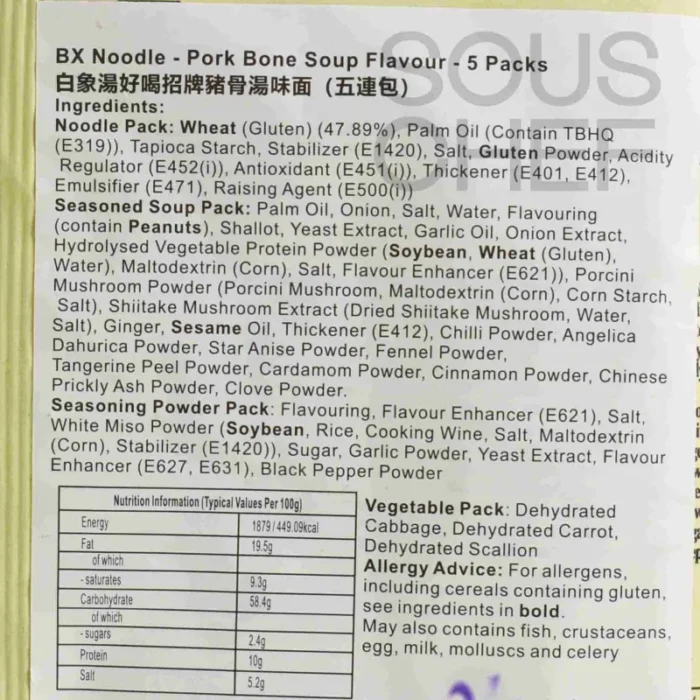 SOUS
CHEF
BX Noodle - Pork Bone Soup Flavour - 5 Packs
白象湯好喝招牌豬骨湯味面（五連包）
Ingredients:
Noodle Pack: Wheat (Gluten) (47.89%), Palm Oil (Contain TBHQ
(E319)), Tapioca Starch, Stabilizer (E1420), Salt, Gluten Powder, Acidity
Regulator (E452(i)), Antioxidant (E451(i)), Thickener (E401, E412),
Emulsifier (E471), Raising Agent (E500(i))
Seasoned Soup Pack: Palm Oil, Onion, Salt, Water, Flavouring
(contain Peanuts), Shallot, Yeast Extract, Garlic Oil, Onion Extract,
Hydrolysed Vegetable Protein Powder (Soybean, Wheat (Gluten),
Water), Maltodextrin (Corn), Salt, Flavour Enhancer (E621)), Porcini
Mushroom Powder (Porcini Mushroom, Maltodextrin (Corn), Corn Starch,
Salt), Shiitake Mushroom Extract (Dried Shiitake Mushroom, Water,
Salt), Ginger, Sesame Oil, Thickener (E412), Chilli Powder, Angelica
Dahurica Powder, Star Anise Powder, Fennel Powder,
Tangerine Peel Powder, Cardamom Powder, Cinnamon Powder, Chinese
Prickly Ash Powder, Clove Powder.
Seasoning Powder Pack: Flavouring, Flavour Enhancer (E621), Salt,
White Miso Powder (Soybean, Rice, Cooking Wine, Salt, Maltodextrin
(Corn), Stabilizer (E1420)), Sugar, Garlic Powder, Yeast Extract, Flavour
Enhancer (E627, E631), Black Pepper Powder
Nutrition Information (Typical Values Per 100g)
Energy 1879/449.09kcal
Fat 19.5g
of which
- saturates 9.3g
Carbohydrate 58.4g
of which
- sugars 2.4g
Protein 10g
Salt 5.2g
Vegetable Pack: Dehydrated
Cabbage, Dehydrated Carrot,
Dehydrated Scallion
Allergy Advice: For allergens,
including cereals containing gluten,
see ingredients in bold.
May also contains fish, crustaceans,
egg, milk, molluscs and celery